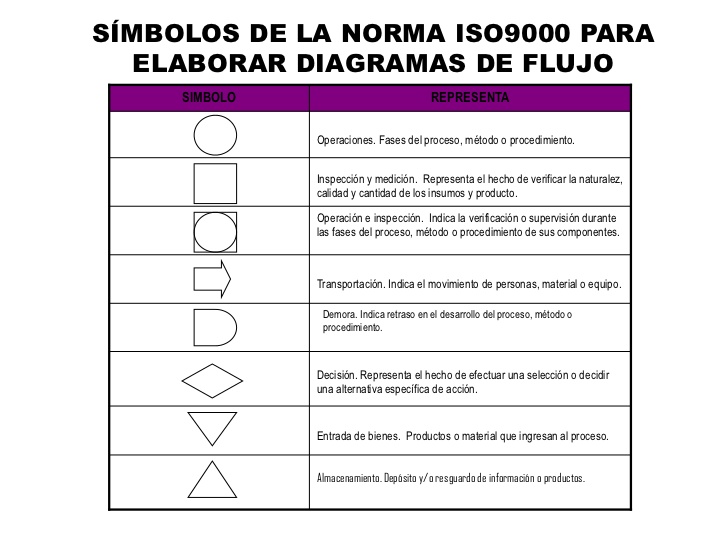 SÍMBOLOS DE LA NORMA ISO9000 PARA
ELABORAR DIAGRAMAS DE FLUJO
SIMBOLO
REPRESENTA
Operaciones. Fases del proceso, método o procedimiento.
Inspección y medición. Representa el hecho de verificar la naturalez,
calidad y cantidad de los insumos y producto.
Operación e inspección. Indica la verificación o supervisión durante
las fases del proceso, método o procedimiento de sus componentes.
Transportación. Indica el movimiento de personas, material o equipo.
Demora. Indica retraso en el desarrollo del proceso, método o
procedimiento.
Decisión. Representa el hecho de efectuar una selección o decidir
una alternativa específica de acción.
Entrada de bienes. Productos o material que ingresan al proceso.
Almacenamiento. Depósito y/o resguardo de información o productos.